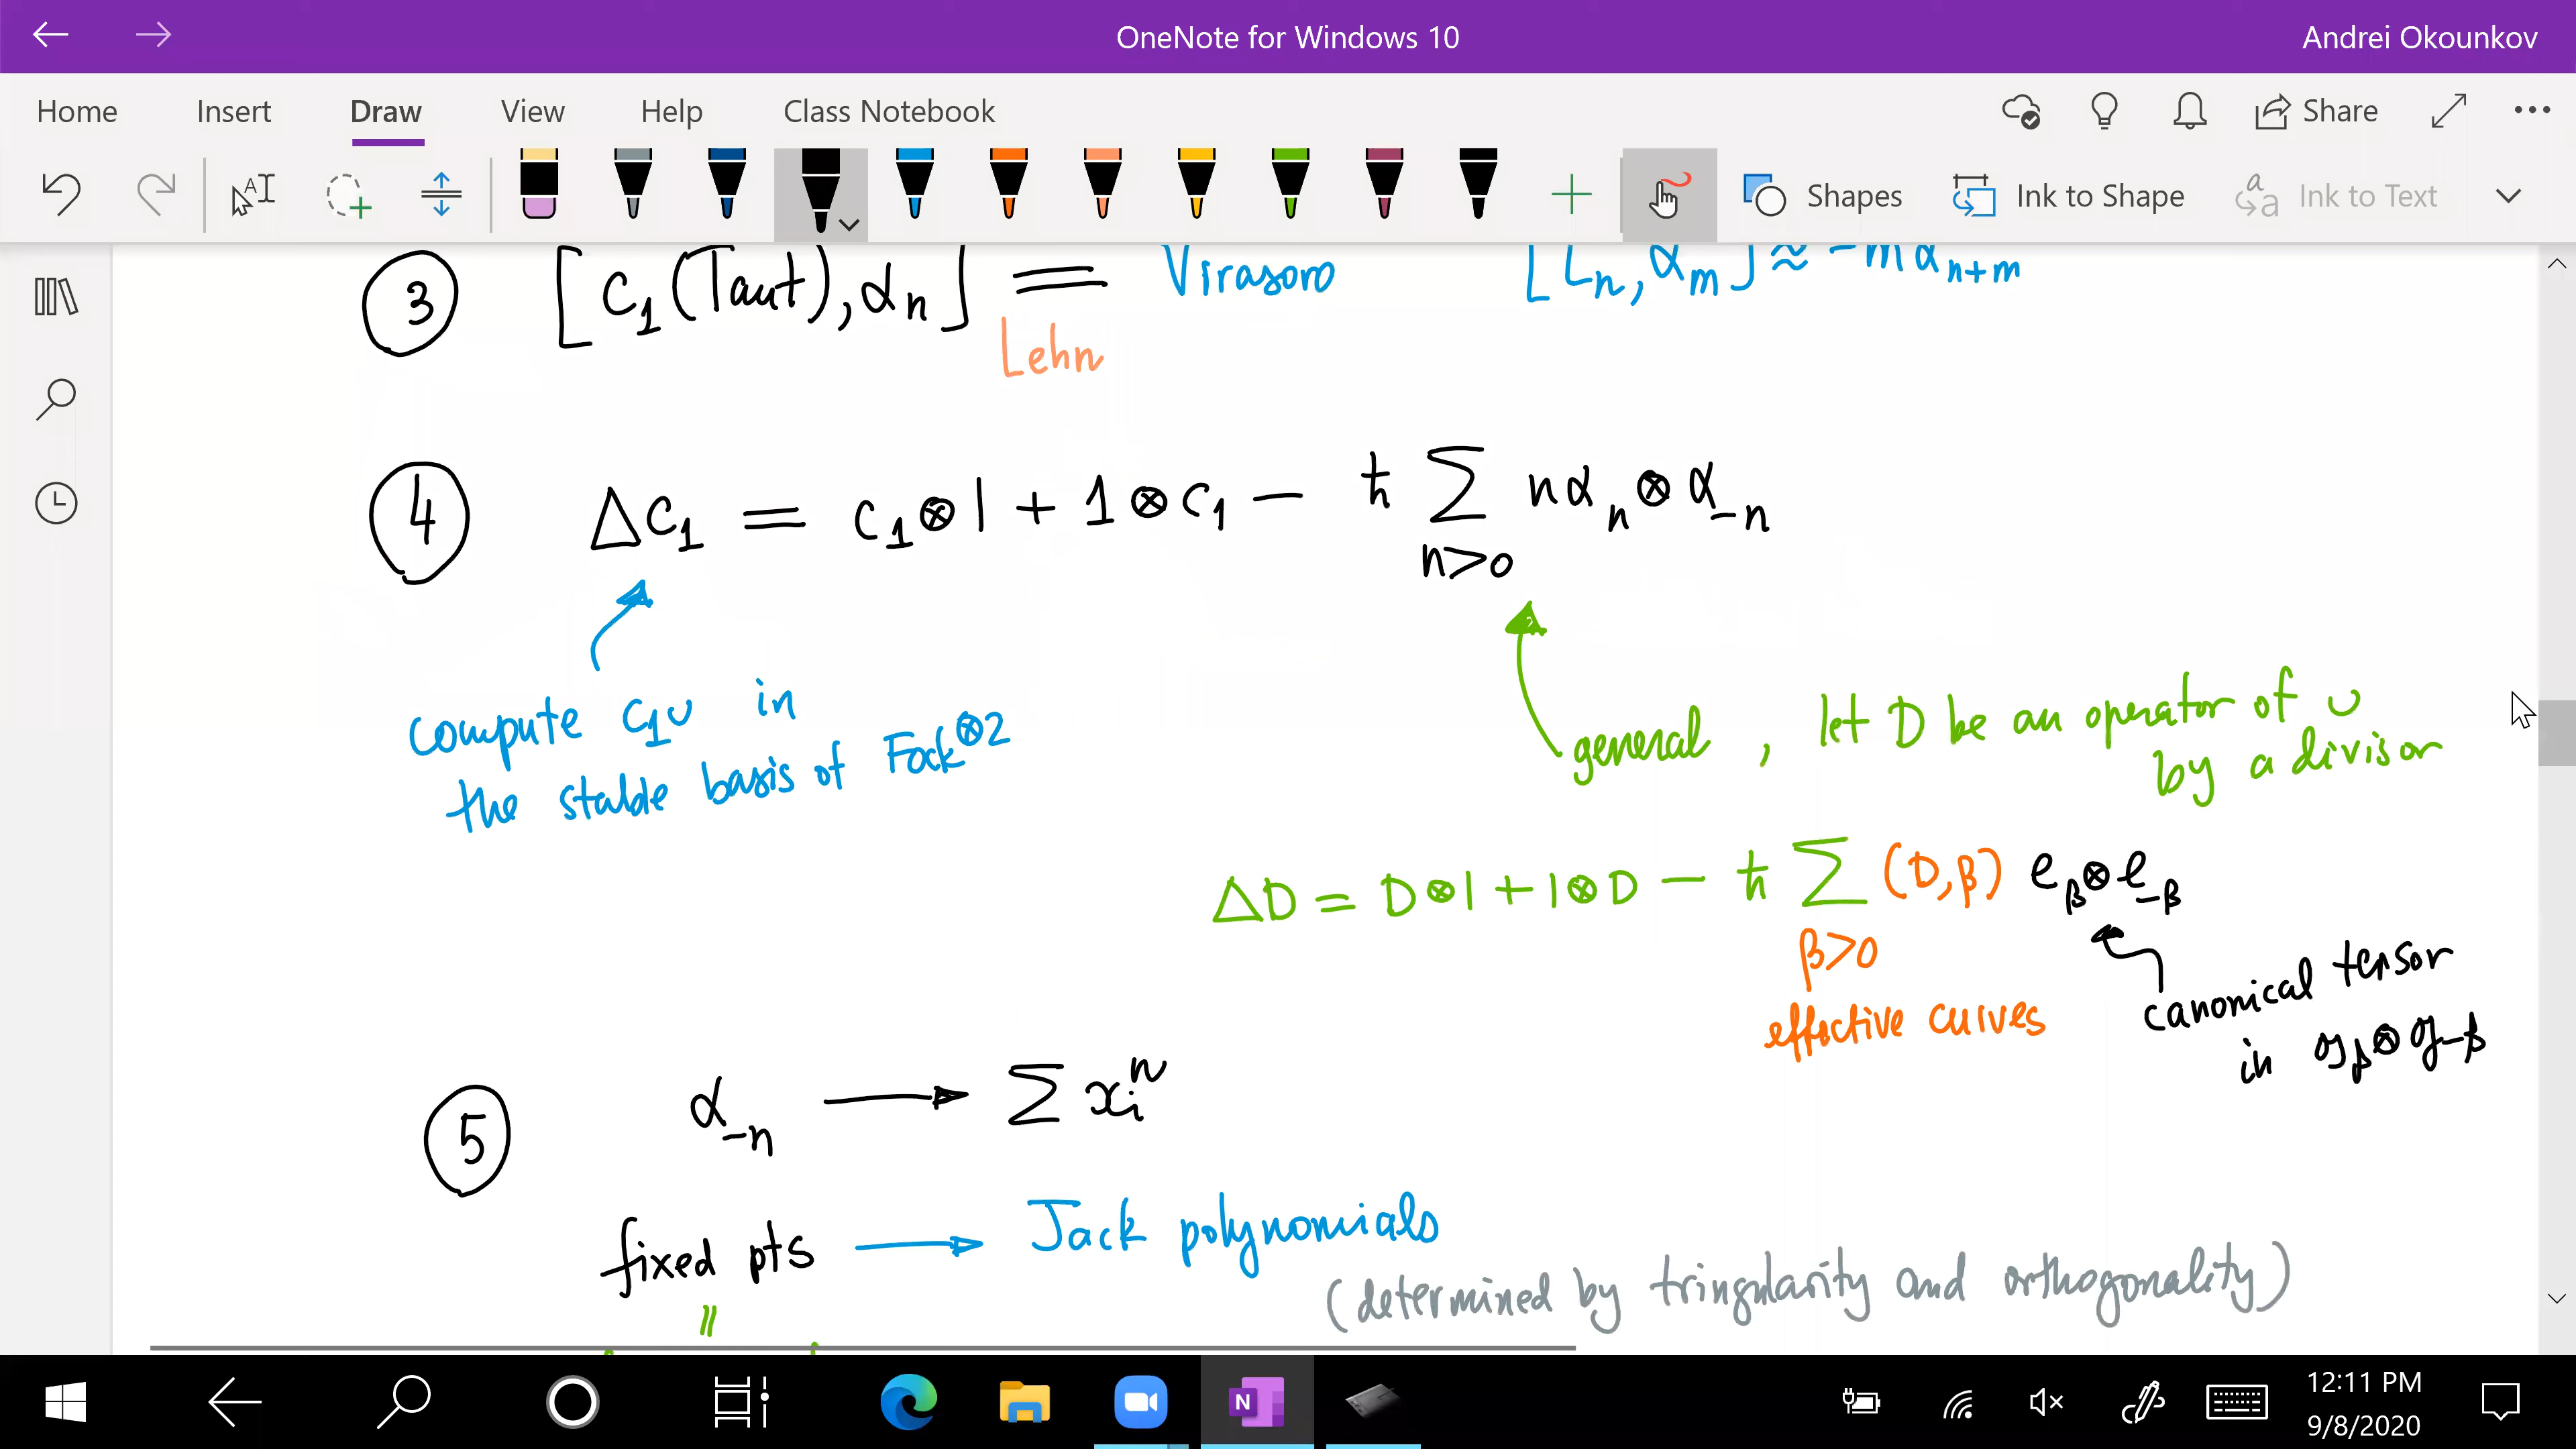 OneNote for Windows 10
Andrei Okounkov
Home Insert Draw View Help Class Notebook Share
Shapes Ink to Shape Ink to Text
③ [c₁(Taut), αₙ] = Virasoro [Lₙ, αₘ] ≈ -mαₙ₊ₘ
Lehn
④ Δc₁ = c₁⊗1 + 1⊗c₁ - ħ ∑ nαₙ⊗α₋ₙ
n>0
compute c₁∪ in
the stable basis of Fock^⊗2
general, let D be an operator of ∪
by a divisor
ΔD = D⊗1 + 1⊗D - ħ ∑ (D,β) e_β⊗e_-β
β>0
effective curves
canonical tensor
in 𝔤_β⊗𝔤_-β
⑤ α₋ₙ → ∑ xᵢⁿ
fixed pts → Jack polynomials
(determined by tringularity and orthogonality)
||
12:11 PM
9/8/2020